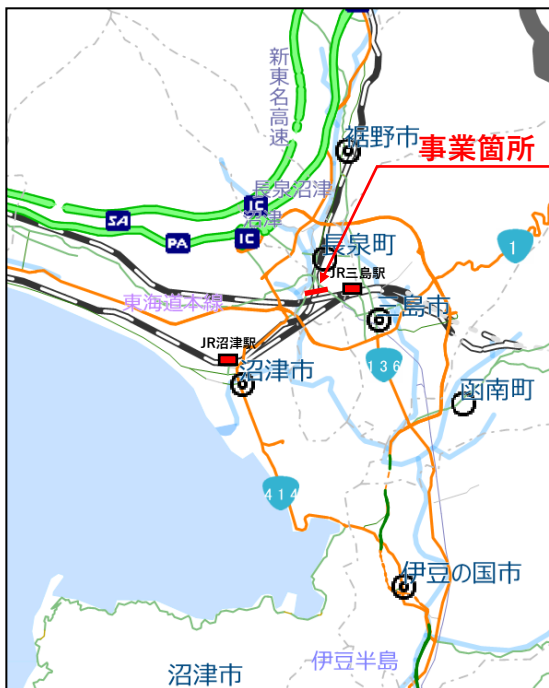 新東名高速
裾野市
事業箇所
長泉沼津
IC
沼津
SA
PA
IC
長泉町
1
JR三島駅
東海道本線
三島市
JR沼津駅
136
沼津市
函南町
414
伊豆の国市
伊豆半島
沼津市